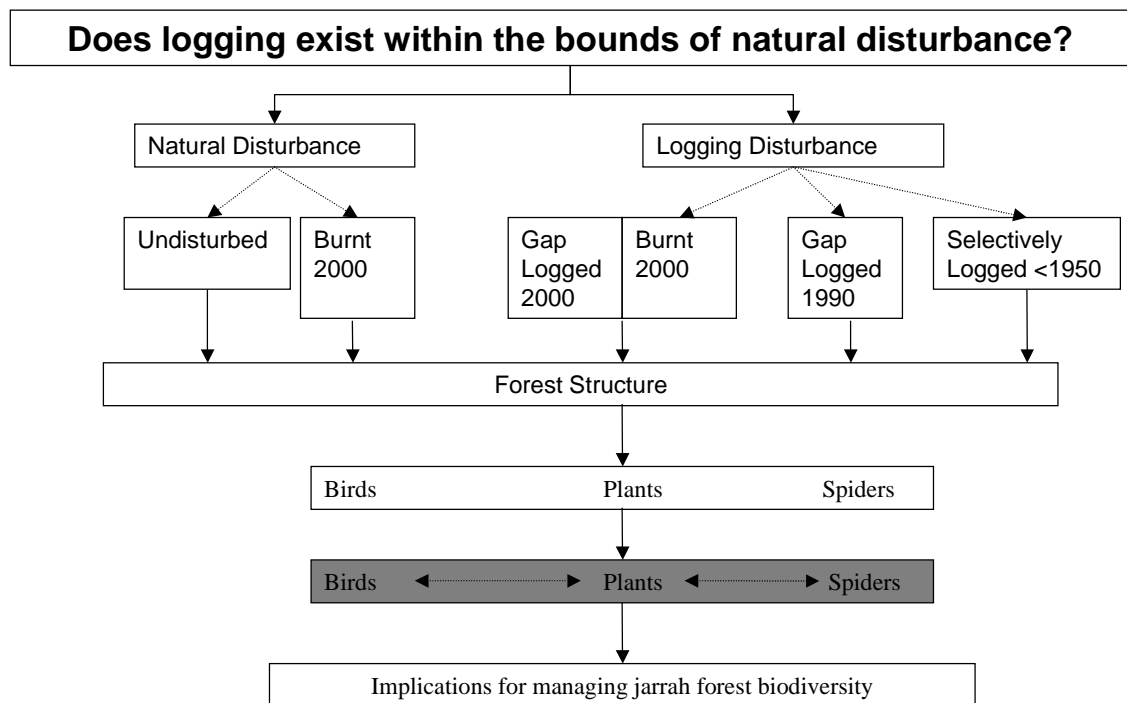 Does logging exist within the bounds of natural disturbance?
Natural Disturbance
Logging Disturbance
Undisturbed
Burnt
2000
Gap
Logged
2000
Burnt
2000
Gap
Logged
1990
Selectively
Logged <1950
Forest Structure
Birds Plants Spiders
Birds Plants Spiders
Implications for managing jarrah forest biodiversity